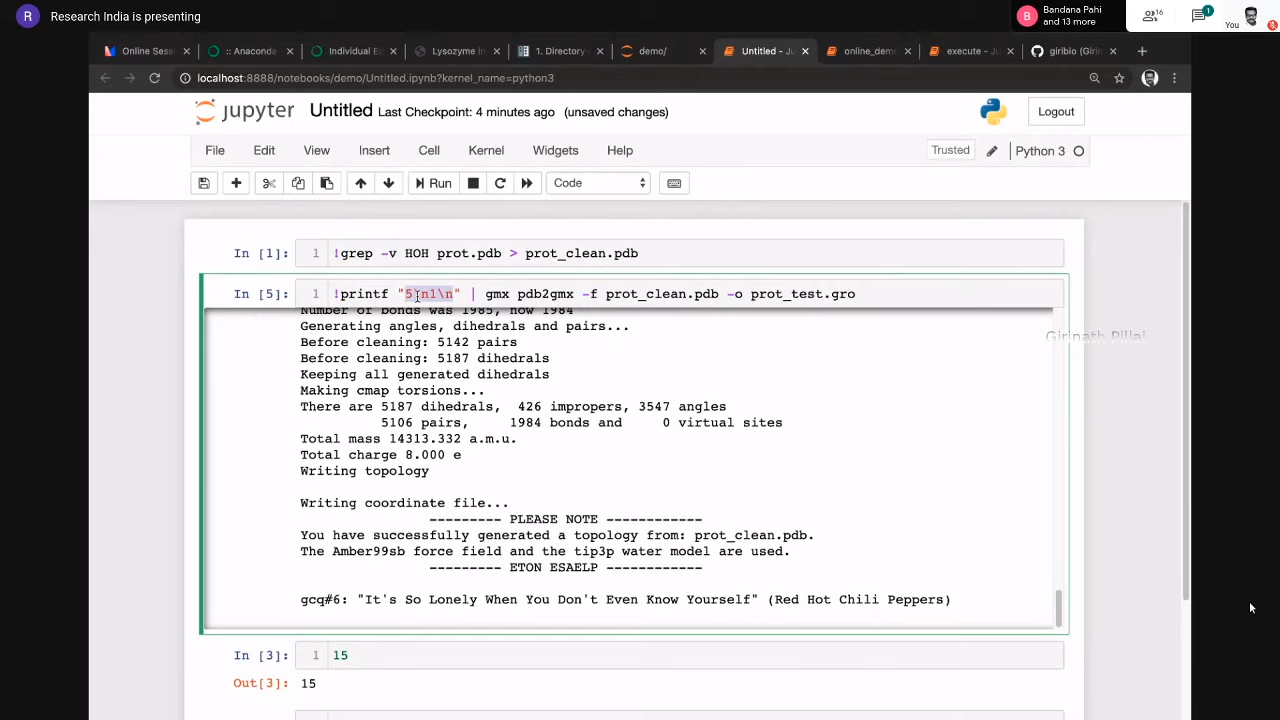 R Research India is presenting
B Bandana Pahi and 13 more
16
1
You
Online Sess
:: Anaconda
Individual Ed
Lysozyme in
1. Directory
demo/
Untitled - Ju
online_demo
execute - Ju
giribio (Girin
localhost:8888/notebooks/demo/Untitled.ipynb?kernel_name=python3
jupyter Untitled Last Checkpoint: 4 minutes ago (unsaved changes)
Logout
File Edit View Insert Cell Kernel Widgets Help
Trusted Python 3
Run Code
In [1]: 1 !grep -v HOH prot.pdb > prot_clean.pdb
In [5]: 1 !printf "5\n1\n" | gmx pdb2gmx -f prot_clean.pdb -o prot_test.gro
Number of bonds was 1985, now 1984
Generating angles, dihedrals and pairs...
Before cleaning: 5142 pairs
Before cleaning: 5187 dihedrals
Keeping all generated dihedrals
Making cmap torsions...
There are 5187 dihedrals, 426 impropers, 3547 angles
5106 pairs, 1984 bonds and 0 virtual sites
Total mass 14313.332 a.m.u.
Total charge 8.000 e
Writing topology
Writing coordinate file...
--------- PLEASE NOTE ------------
You have successfully generated a topology from: prot_clean.pdb.
The Amber99sb force field and the tip3p water model are used.
--------- ETON ESAELP ------------
gcq#6: "It's So Lonely When You Don't Even Know Yourself" (Red Hot Chili Peppers)
Girinath Pillai
In [3]: 1 15
Out[3]: 15